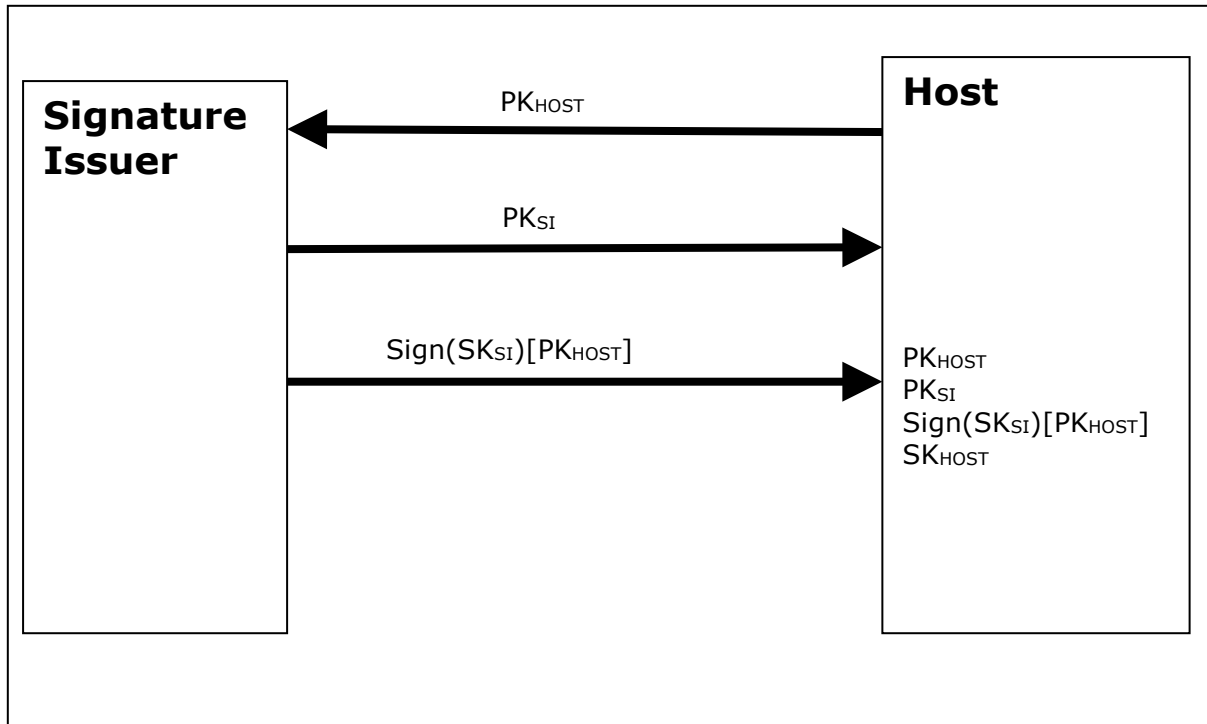 Signature
Issuer
PKHOST
PKSI
Sign(SKSI)[PKHOST]
Host
PKHOST
PKSI
Sign(SKSI)[PKHOST]
SKHOST